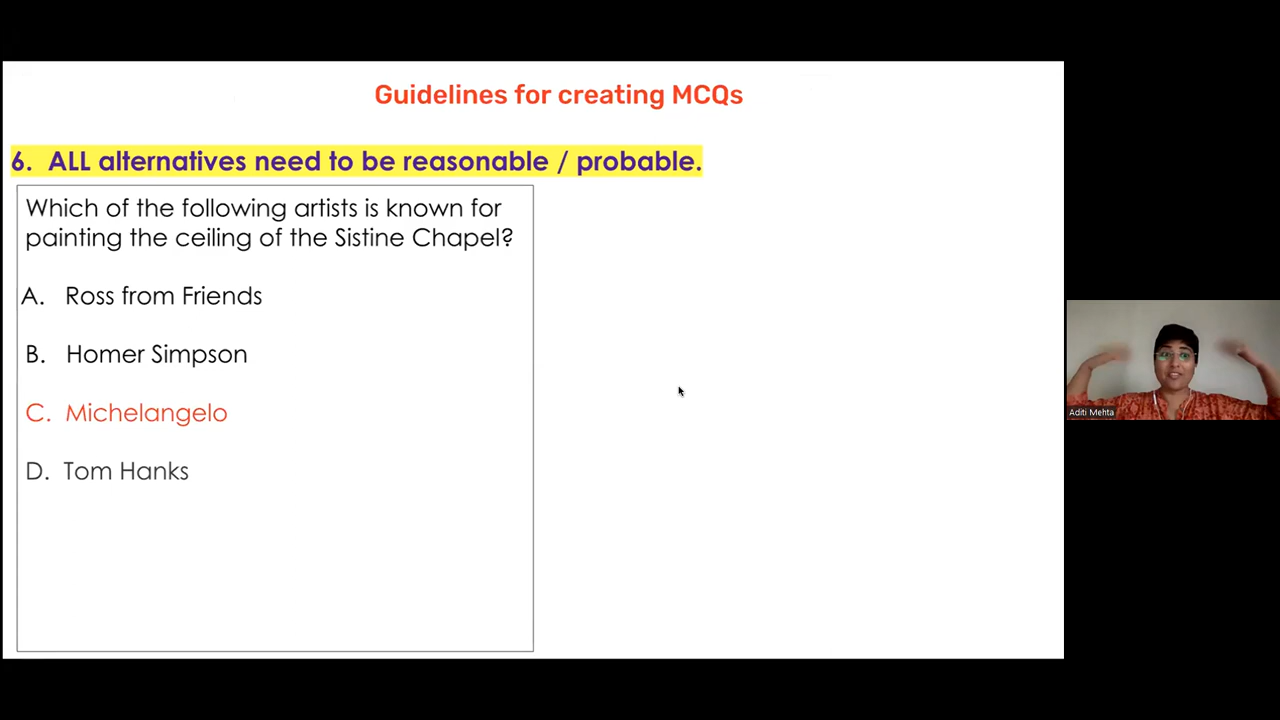 Guidelines for creating MCQs
6. ALL alternatives need to be reasonable / probable.
Which of the following artists is known for
painting the ceiling of the Sistine Chapel?
A. Ross from Friends
B. Homer Simpson
C. Michelangelo
D. Tom Hanks
Aditi Mehta